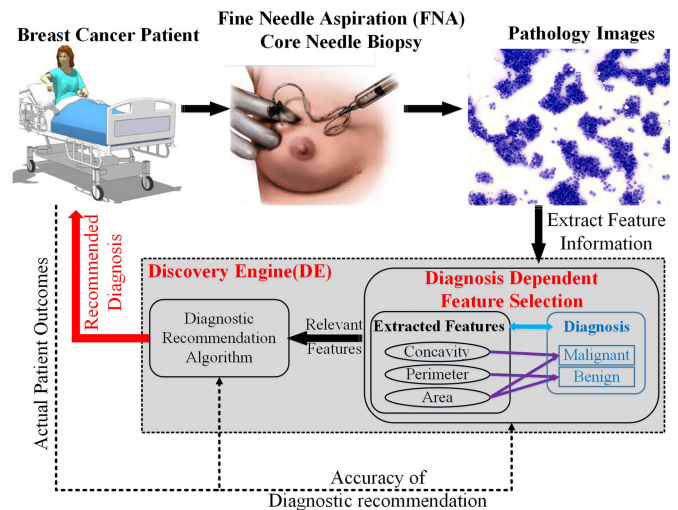 Breast Cancer Patient
Fine Needle Aspiration (FNA)
Core Needle Biopsy
Pathology Images
Extract Feature
Information
Recommended
Diagnosis
Actual Patient Outcomes
Discovery Engine(DE)
Diagnosis Dependent
Feature Selection
Diagnostic
Recommendation
Algorithm
Relevant
Features
Extracted Features
Diagnosis
Concavity
Perimeter
Area
Malignant
Benign
Accuracy of
Diagnostic recommendation